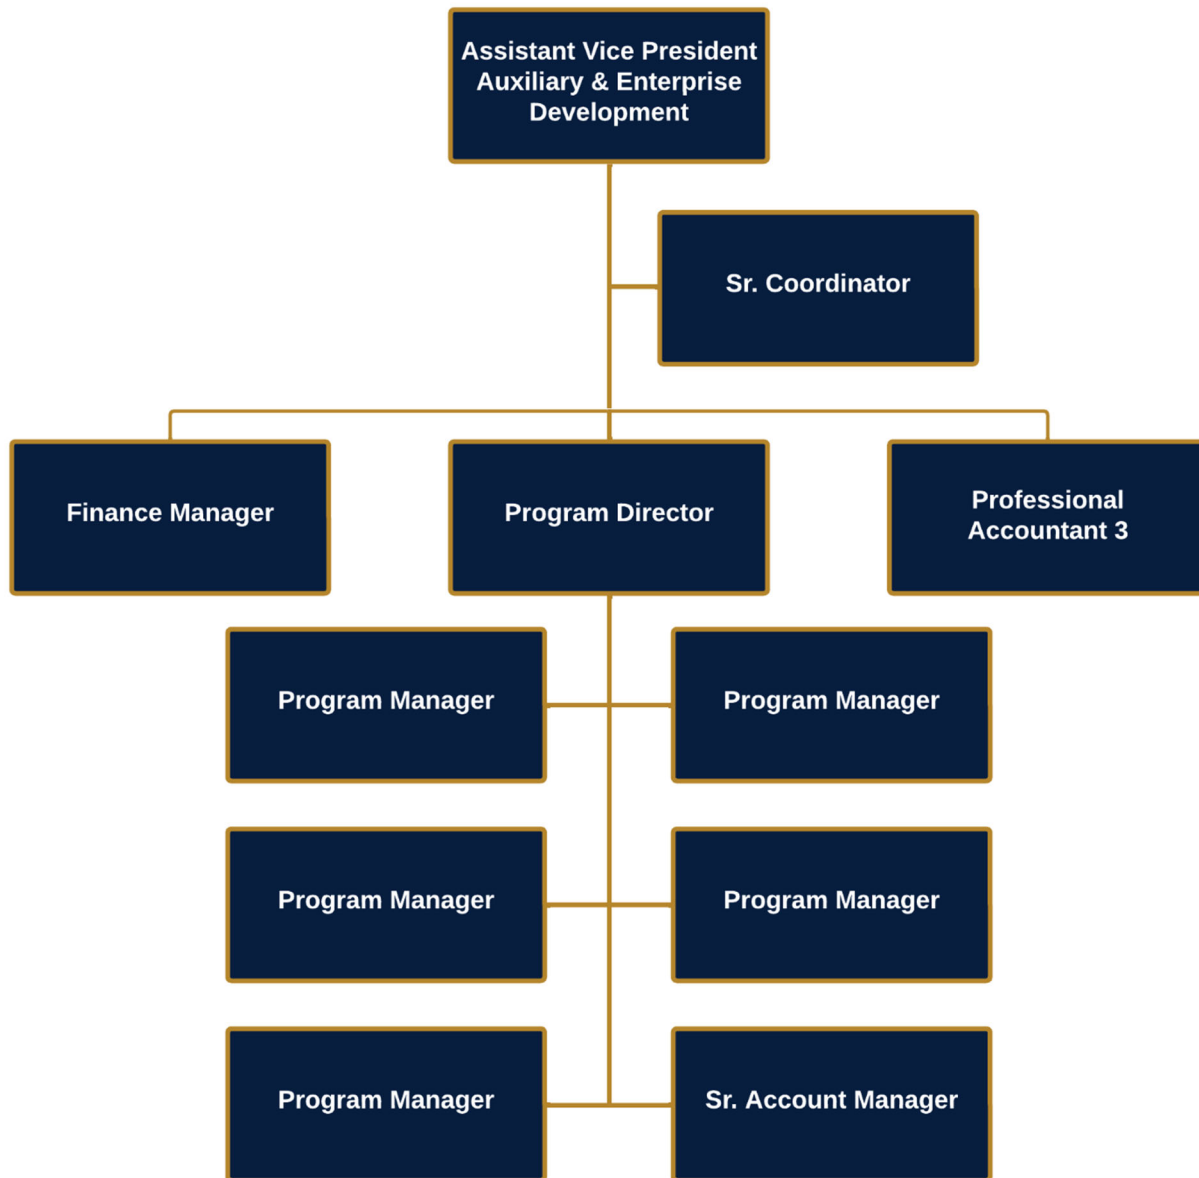 Assistant Vice President
Auxiliary & Enterprise
Development
Sr. Coordinator
Finance Manager
Program Director
Professional
Accountant 3
Program Manager
Program Manager
Program Manager
Program Manager
Program Manager
Sr. Account Manager